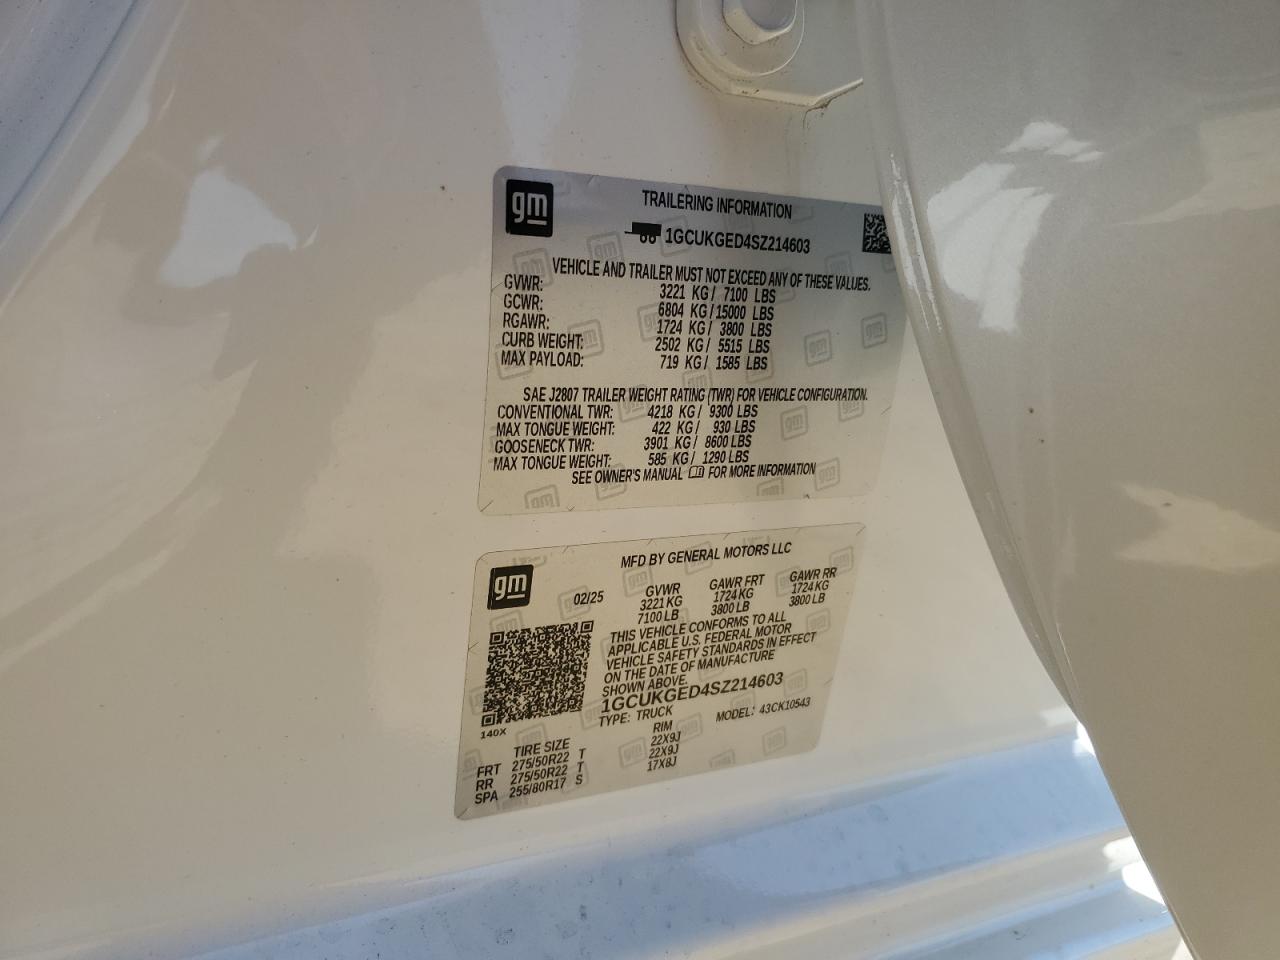 gm
TRAILERING INFORMATION
1GCUKGED4SZ214603
VEHICLE AND TRAILER MUST NOT EXCEED ANY OF THESE VALUES.
GVWR: 3221 KG / 7100 LBS
GCWR: 6804 KG / 15000 LBS
RGAWR: 1724 KG / 3800 LBS
CURB WEIGHT: 2502 KG / 5515 LBS
MAX PAYLOAD: 719 KG / 1585 LBS
SAE J2807 TRAILER WEIGHT RATING (TWR) FOR VEHICLE CONFIGURATION.
CONVENTIONAL TWR: 4218 KG / 9300 LBS
MAX TONGUE WEIGHT: 422 KG / 930 LBS
GOOSENECK TWR: 3901 KG / 8600 LBS
MAX TONGUE WEIGHT: 585 KG / 1290 LBS
SEE OWNER'S MANUAL FOR MORE INFORMATION
gm
MFD BY GENERAL MOTORS LLC
02/25
GVWR GAWR FRT GAWR RR
3221 KG 1724 KG 1724 KG
7100 LB 3800 LB 3800 LB
THIS VEHICLE CONFORMS TO ALL
APPLICABLE U.S. FEDERAL MOTOR
VEHICLE SAFETY STANDARDS IN EFFECT
ON THE DATE OF MANUFACTURE
SHOWN ABOVE.
1GCUKGED4SZ214603
TYPE: TRUCK MODEL: 43CK10543
140X
TIRE SIZE RIM
FRT 275/50R22 T 22X9J
RR 275/50R22 T 22X9J
SPA 255/80R17 S 17X8J